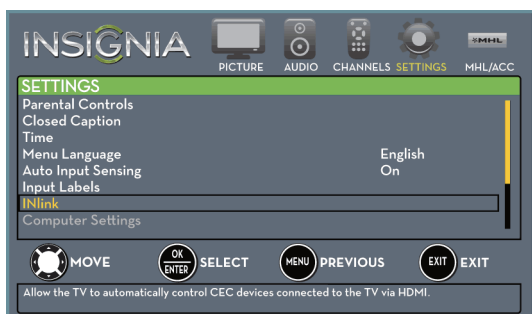 INSIGNIA
PICTURE AUDIO CHANNELS SETTINGS MHL MHL/ACC
SETTINGS
Parental Controls
Closed Caption
Time
Menu Language English
Auto Input Sensing On
Input Labels
INlink
Computer Settings
MOVE OK ENTER SELECT MENU PREVIOUS EXIT EXIT
Allow the TV to automatically control CEC devices connected to the TV via HDMI.